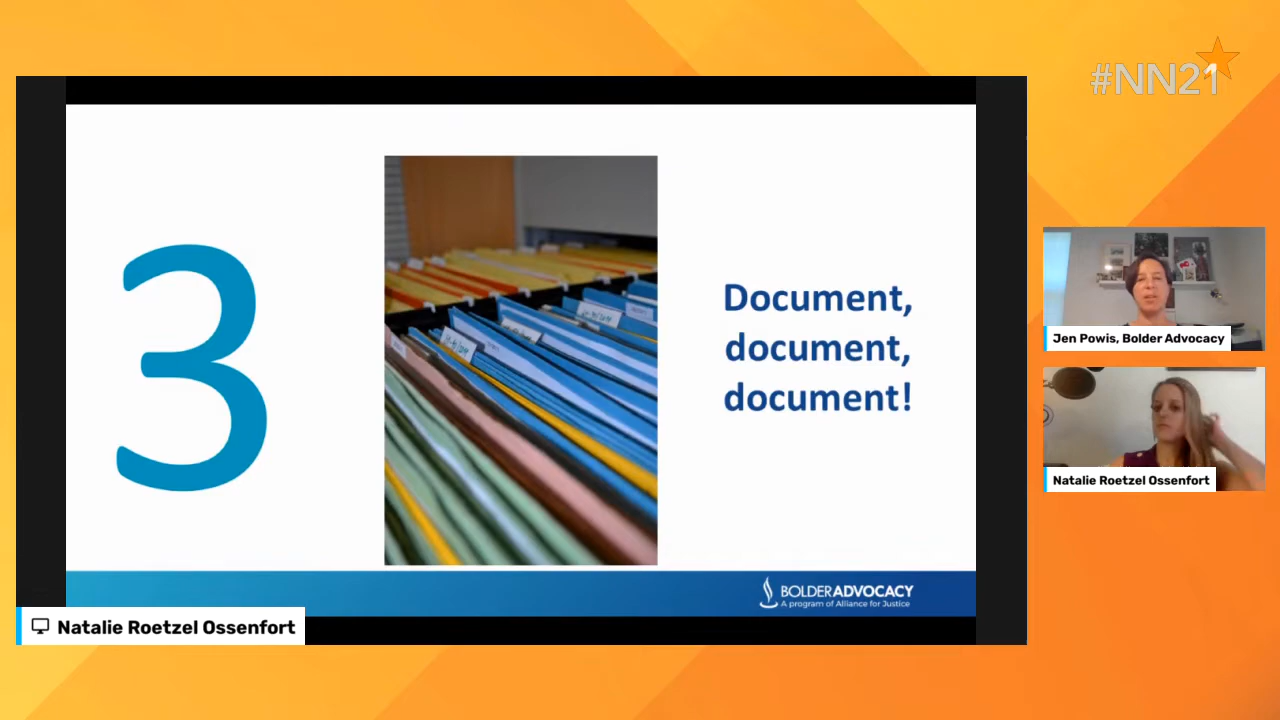 #NN21
3
Document,
document,
document!
BOLDERADVOCACY
A program of Alliance for Justice
Natalie Roetzel Ossenfort
Jen Powis, Bolder Advocacy
Natalie Roetzel Ossenfort